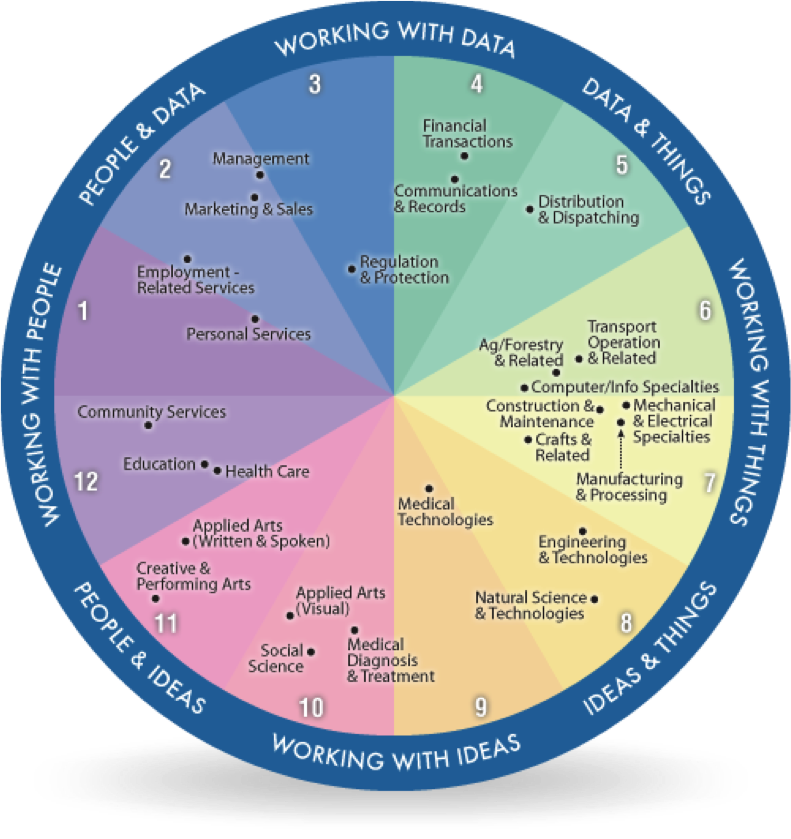 WORKING WITH DATA
PEOPLE & DATA
DATA & THINGS
WORKING WITH PEOPLE
WORKING WITH THINGS
PEOPLE & IDEAS
IDEAS & THINGS
WORKING WITH IDEAS
3
4
2
5
1
6
12
7
11
8
10
9
Management
Marketing & Sales
Employment -
Related Services
Personal Services
Regulation
& Protection
Financial
Transactions
Communications
& Records
Distribution
& Dispatching
Transport
Operation
& Related
Ag/Forestry
& Related
Computer/Info Specialties
Construction &
Maintenance
Mechanical
& Electrical
Specialties
Crafts &
Related
Manufacturing
& Processing
Community Services
Education
Health Care
Medical
Technologies
Engineering
& Technologies
Natural Science
& Technologies
Applied Arts
(Written & Spoken)
Creative &
Performing Arts
Applied Arts
(Visual)
Social
Science
Medical
Diagnosis
& Treatment